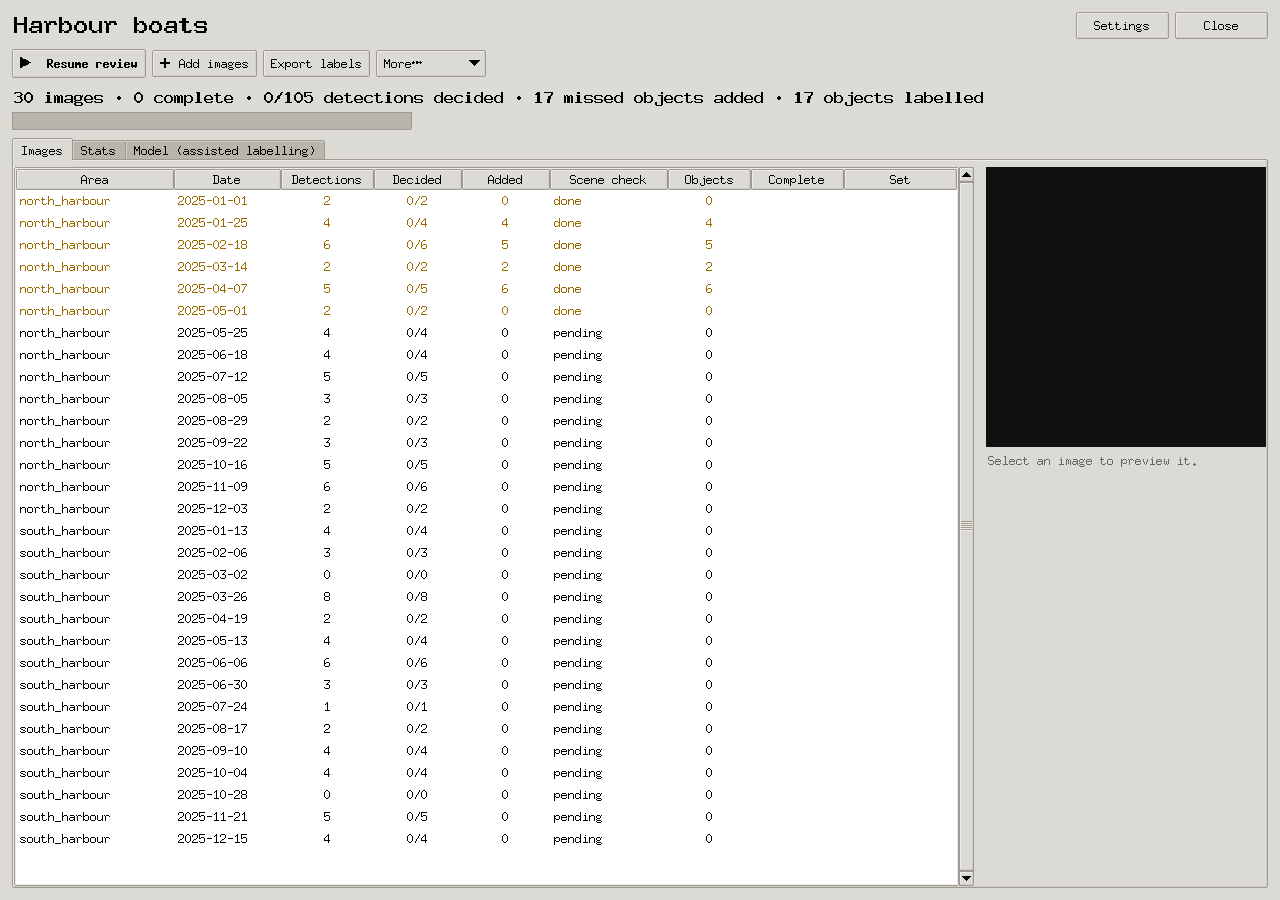 Harbour boats Settings Close
▶ Resume review + Add images Export labels More…
30 images • 0 complete • 0/105 detections decided • 17 missed objects added • 17 objects labelled
Images Stats Model (assisted labelling)
Area Date Detections Decided Added Scene check Objects Complete Set
north_harbour 2025-01-01 2 0/2 0 done 0
north_harbour 2025-01-25 4 0/4 4 done 4
north_harbour 2025-02-18 6 0/6 5 done 5
north_harbour 2025-03-14 2 0/2 2 done 2
north_harbour 2025-04-07 5 0/5 6 done 6
north_harbour 2025-05-01 2 0/2 0 done 0
north_harbour 2025-05-25 4 0/4 0 pending 0
north_harbour 2025-06-18 4 0/4 0 pending 0
north_harbour 2025-07-12 5 0/5 0 pending 0
north_harbour 2025-08-05 3 0/3 0 pending 0
north_harbour 2025-08-29 2 0/2 0 pending 0
north_harbour 2025-09-22 3 0/3 0 pending 0
north_harbour 2025-10-16 5 0/5 0 pending 0
north_harbour 2025-11-09 6 0/6 0 pending 0
north_harbour 2025-12-03 2 0/2 0 pending 0
south_harbour 2025-01-13 4 0/4 0 pending 0
south_harbour 2025-02-06 3 0/3 0 pending 0
south_harbour 2025-03-02 0 0/0 0 pending 0
south_harbour 2025-03-26 8 0/8 0 pending 0
south_harbour 2025-04-19 2 0/2 0 pending 0
south_harbour 2025-05-13 4 0/4 0 pending 0
south_harbour 2025-06-06 6 0/6 0 pending 0
south_harbour 2025-06-30 3 0/3 0 pending 0
south_harbour 2025-07-24 1 0/1 0 pending 0
south_harbour 2025-08-17 2 0/2 0 pending 0
south_harbour 2025-09-10 4 0/4 0 pending 0
south_harbour 2025-10-04 4 0/4 0 pending 0
south_harbour 2025-10-28 0 0/0 0 pending 0
south_harbour 2025-11-21 5 0/5 0 pending 0
south_harbour 2025-12-15 4 0/4 0 pending 0
Select an image to preview it.